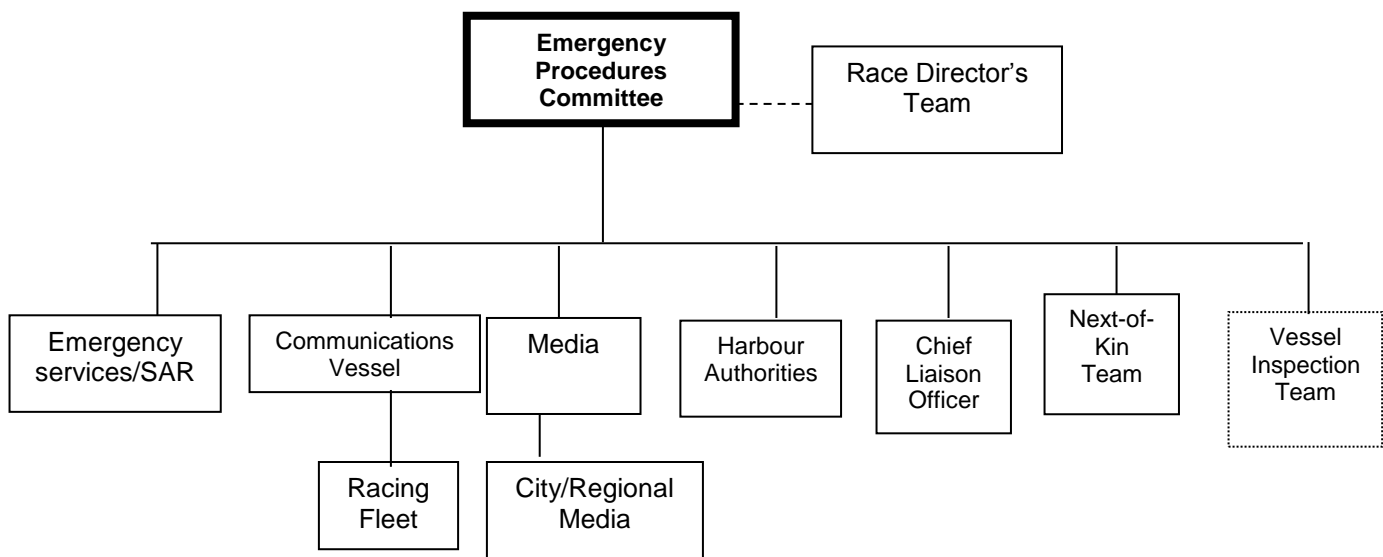 Emergency
Procedures
Committee
Race Director’s
Team
Emergency
services/SAR
Communications
Vessel
Media
Harbour
Authorities
Chief
Liaison
Officer
Next-of-
Kin
Team
Vessel
Inspection
Team
Racing
Fleet
City/Regional
Media